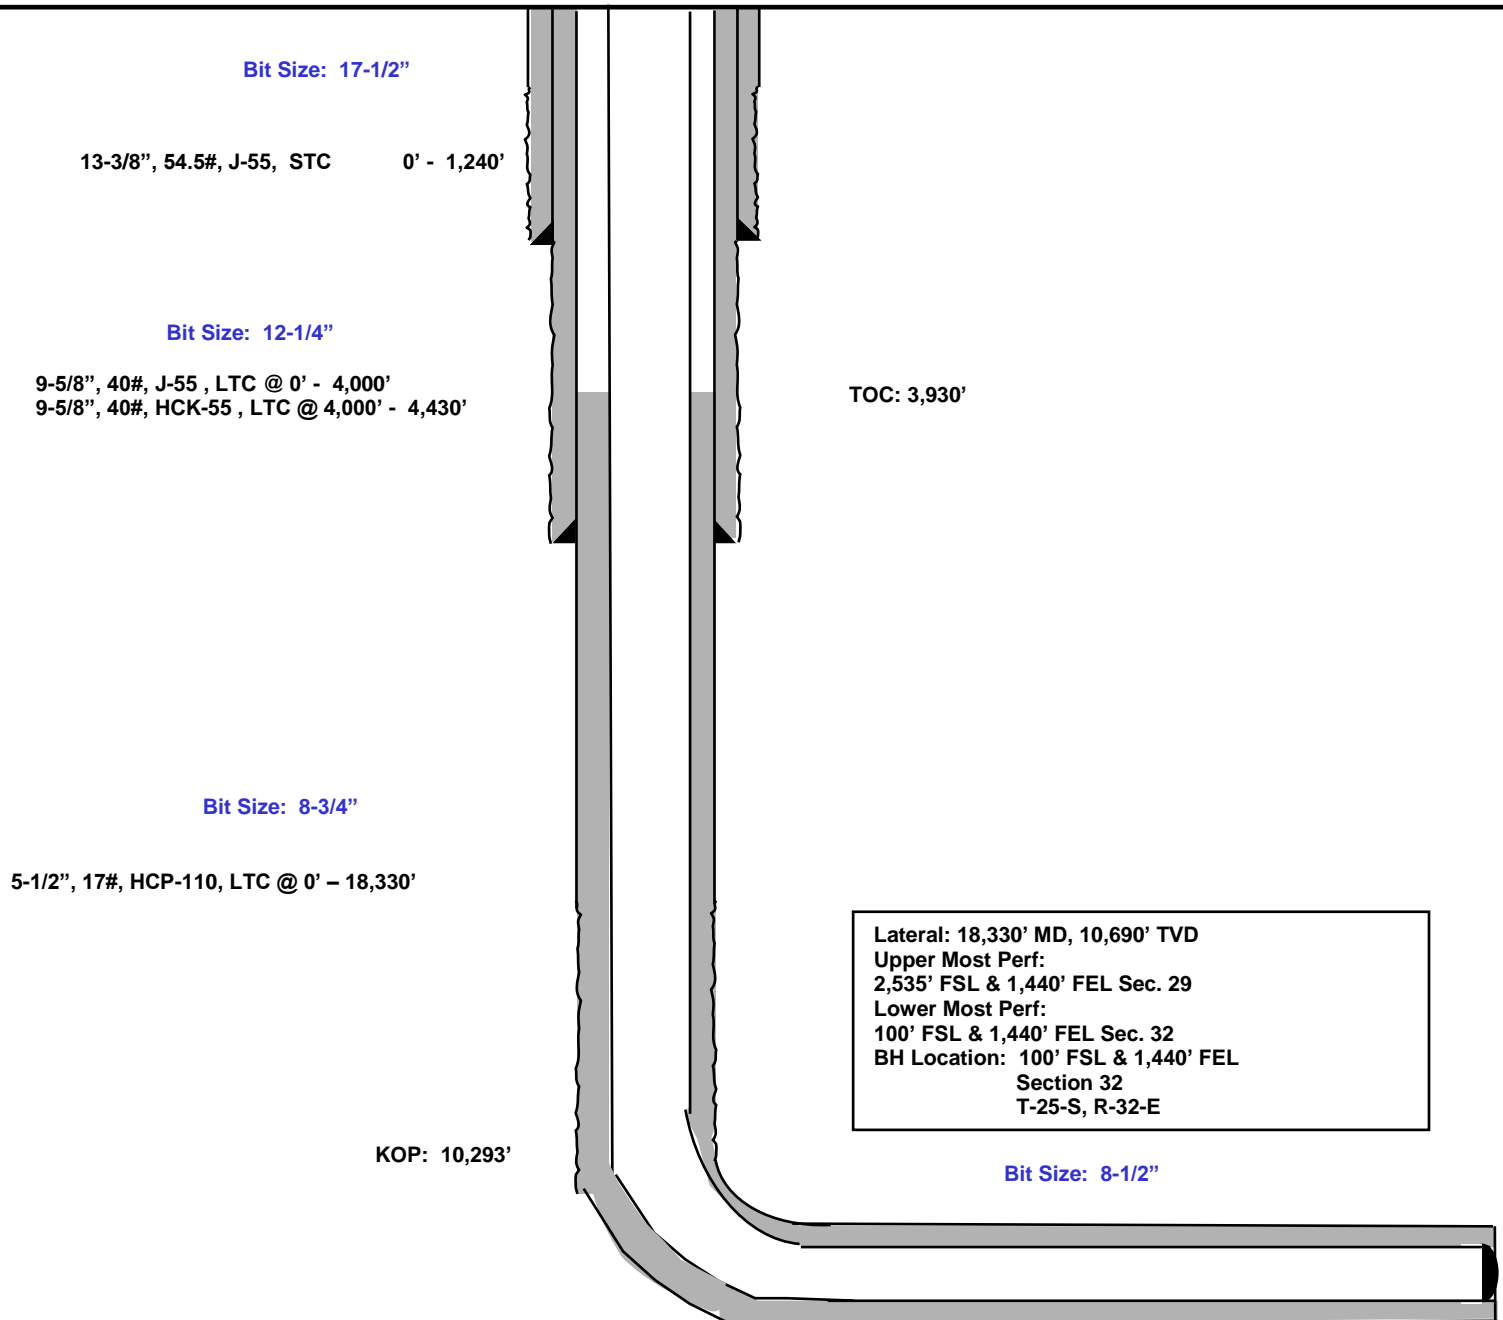 Bit Size: 17-1/2”
13-3/8”, 54.5#, J-55, STC 0’ - 1,240’
Bit Size: 12-1/4”
9-5/8”, 40#, J-55 , LTC @ 0’ - 4,000’
9-5/8”, 40#, HCK-55 , LTC @ 4,000’ - 4,430’
TOC: 3,930’
Bit Size: 8-3/4”
5-1/2”, 17#, HCP-110, LTC @ 0’ – 18,330’
Lateral: 18,330’ MD, 10,690’ TVD
Upper Most Perf:
2,535’ FSL & 1,440’ FEL Sec. 29
Lower Most Perf:
100’ FSL & 1,440’ FEL Sec. 32
BH Location: 100’ FSL & 1,440’ FEL
Section 32
T-25-S, R-32-E
KOP: 10,293’
Bit Size: 8-1/2”